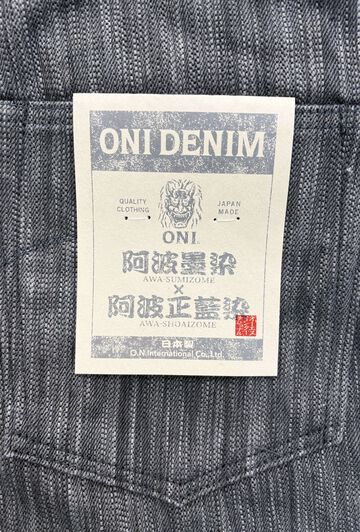 ONI DENIM
QUALITY CLOTHING
JAPAN MADE
ONI.
阿波墨染
AWA-SUMIZOME
×
阿波正藍染
AWA-SHOAIZOME
日本製
O.N.International Co.,Ltd.